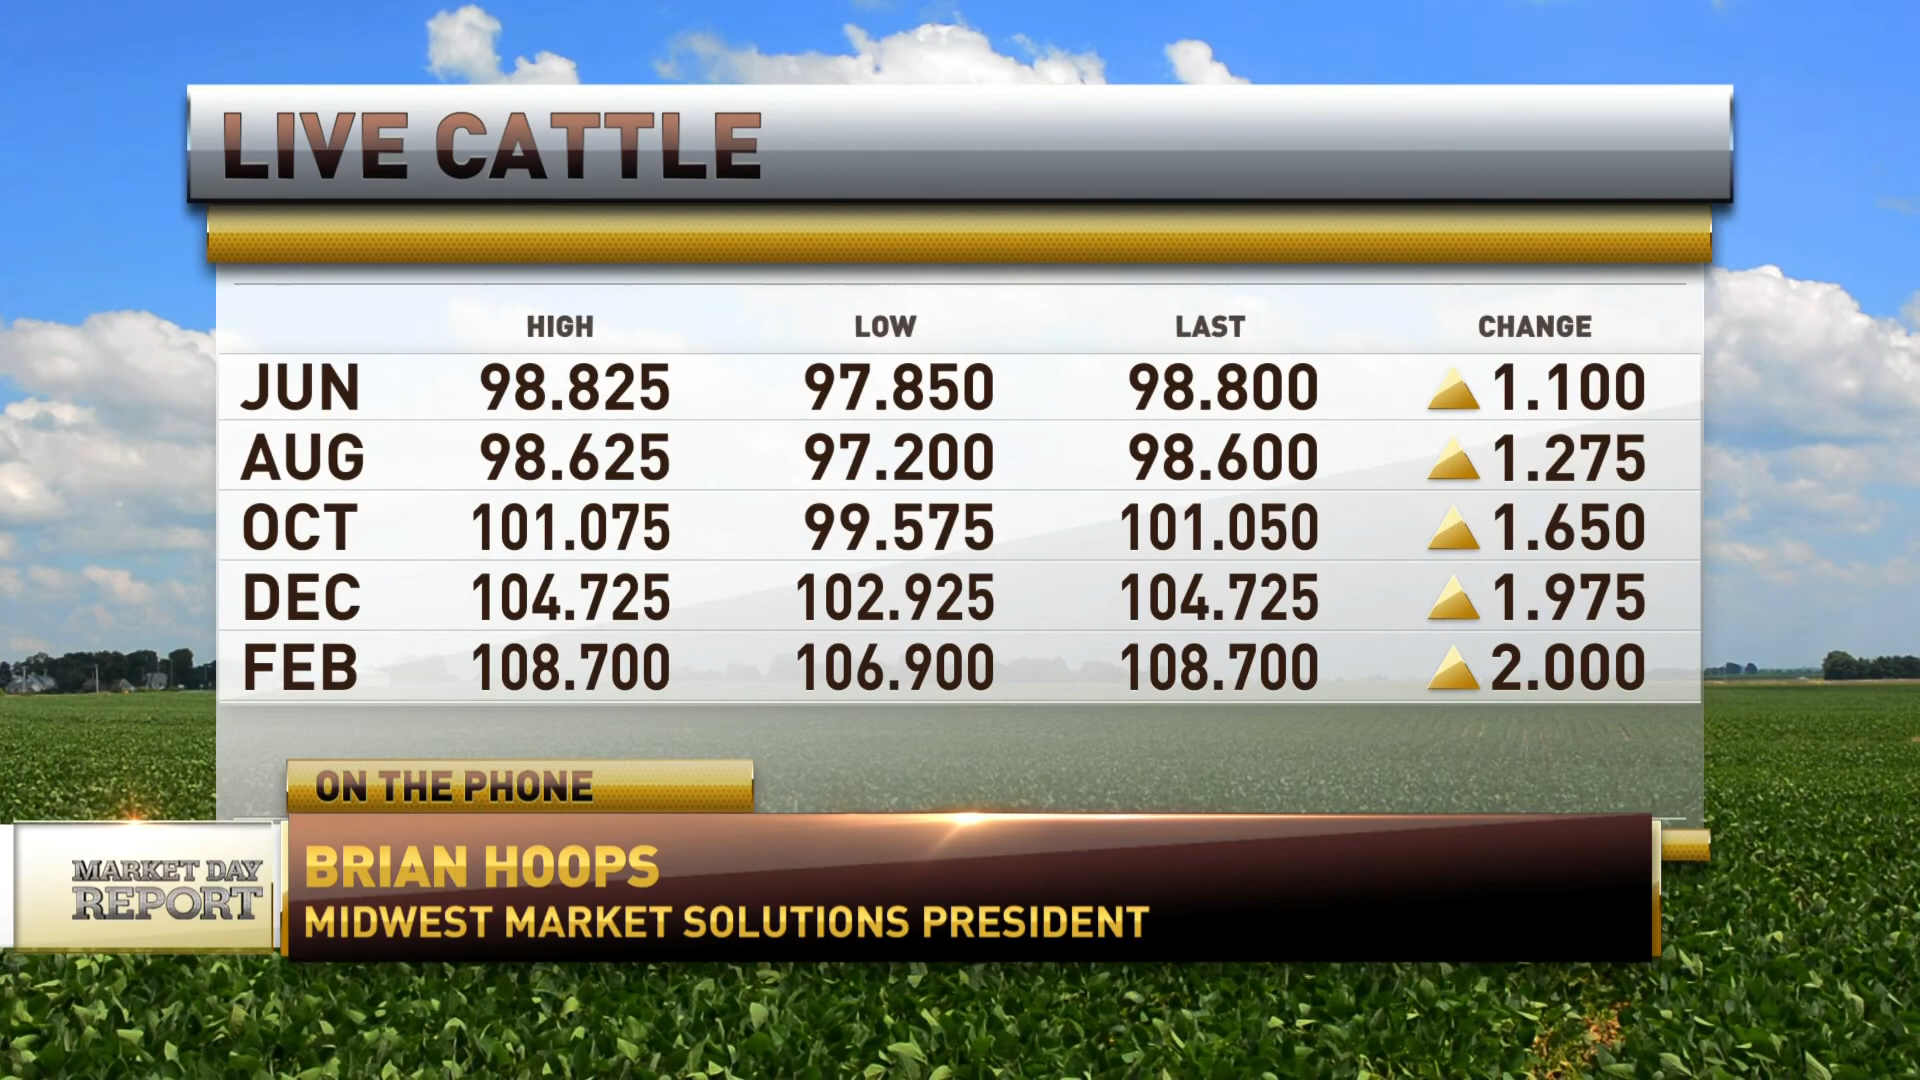 LIVE CATTLE
HIGH LOW LAST CHANGE
JUN 98.825 97.850 98.800 1.100
AUG 98.625 97.200 98.600 1.275
OCT 101.075 99.575 101.050 1.650
DEC 104.725 102.925 104.725 1.975
FEB 108.700 106.900 108.700 2.000
ON THE PHONE
MARKET DAY
REPORT
BRIAN HOOPS
MIDWEST MARKET SOLUTIONS PRESIDENT